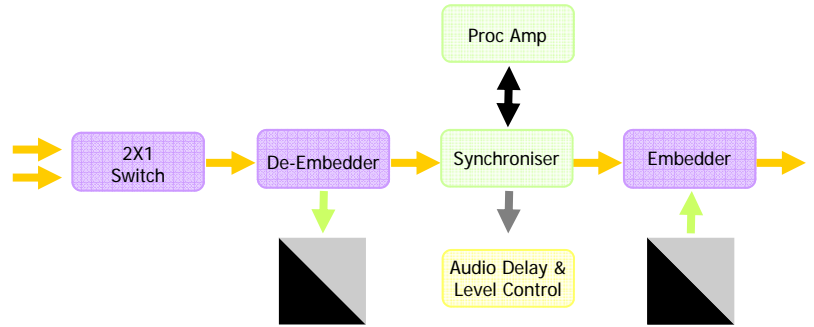 Proc Amp
2X1
Switch
De-Embedder
Synchroniser
Embedder
Audio Delay &
Level Control